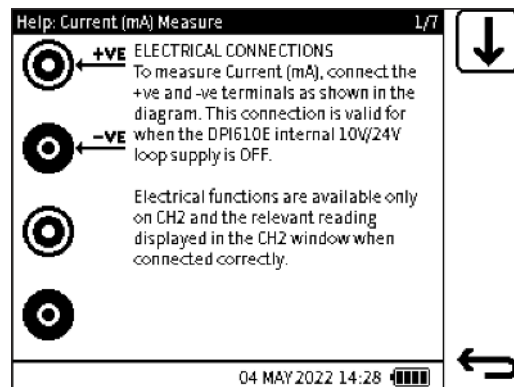 Help: Current (mA) Measure 1/7
+VE
ELECTRICAL CONNECTIONS
To measure Current (mA), connect the
+ve and -ve terminals as shown in the
diagram. This connection is valid for
-VE
when the DPI610E internal 10V/24V
loop supply is OFF.
Electrical functions are available only
on CH2 and the relevant reading
displayed in the CH2 window when
connected correctly.
04 MAY 2022 14:28